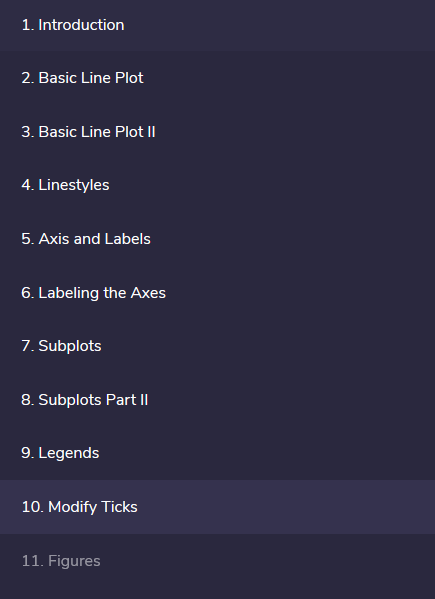 1. Introduction
2. Basic Line Plot
3. Basic Line Plot II
4. Linestyles
5. Axis and Labels
6. Labeling the Axes
7. Subplots
8. Subplots Part II
9. Legends
10. Modify Ticks
11. Figures